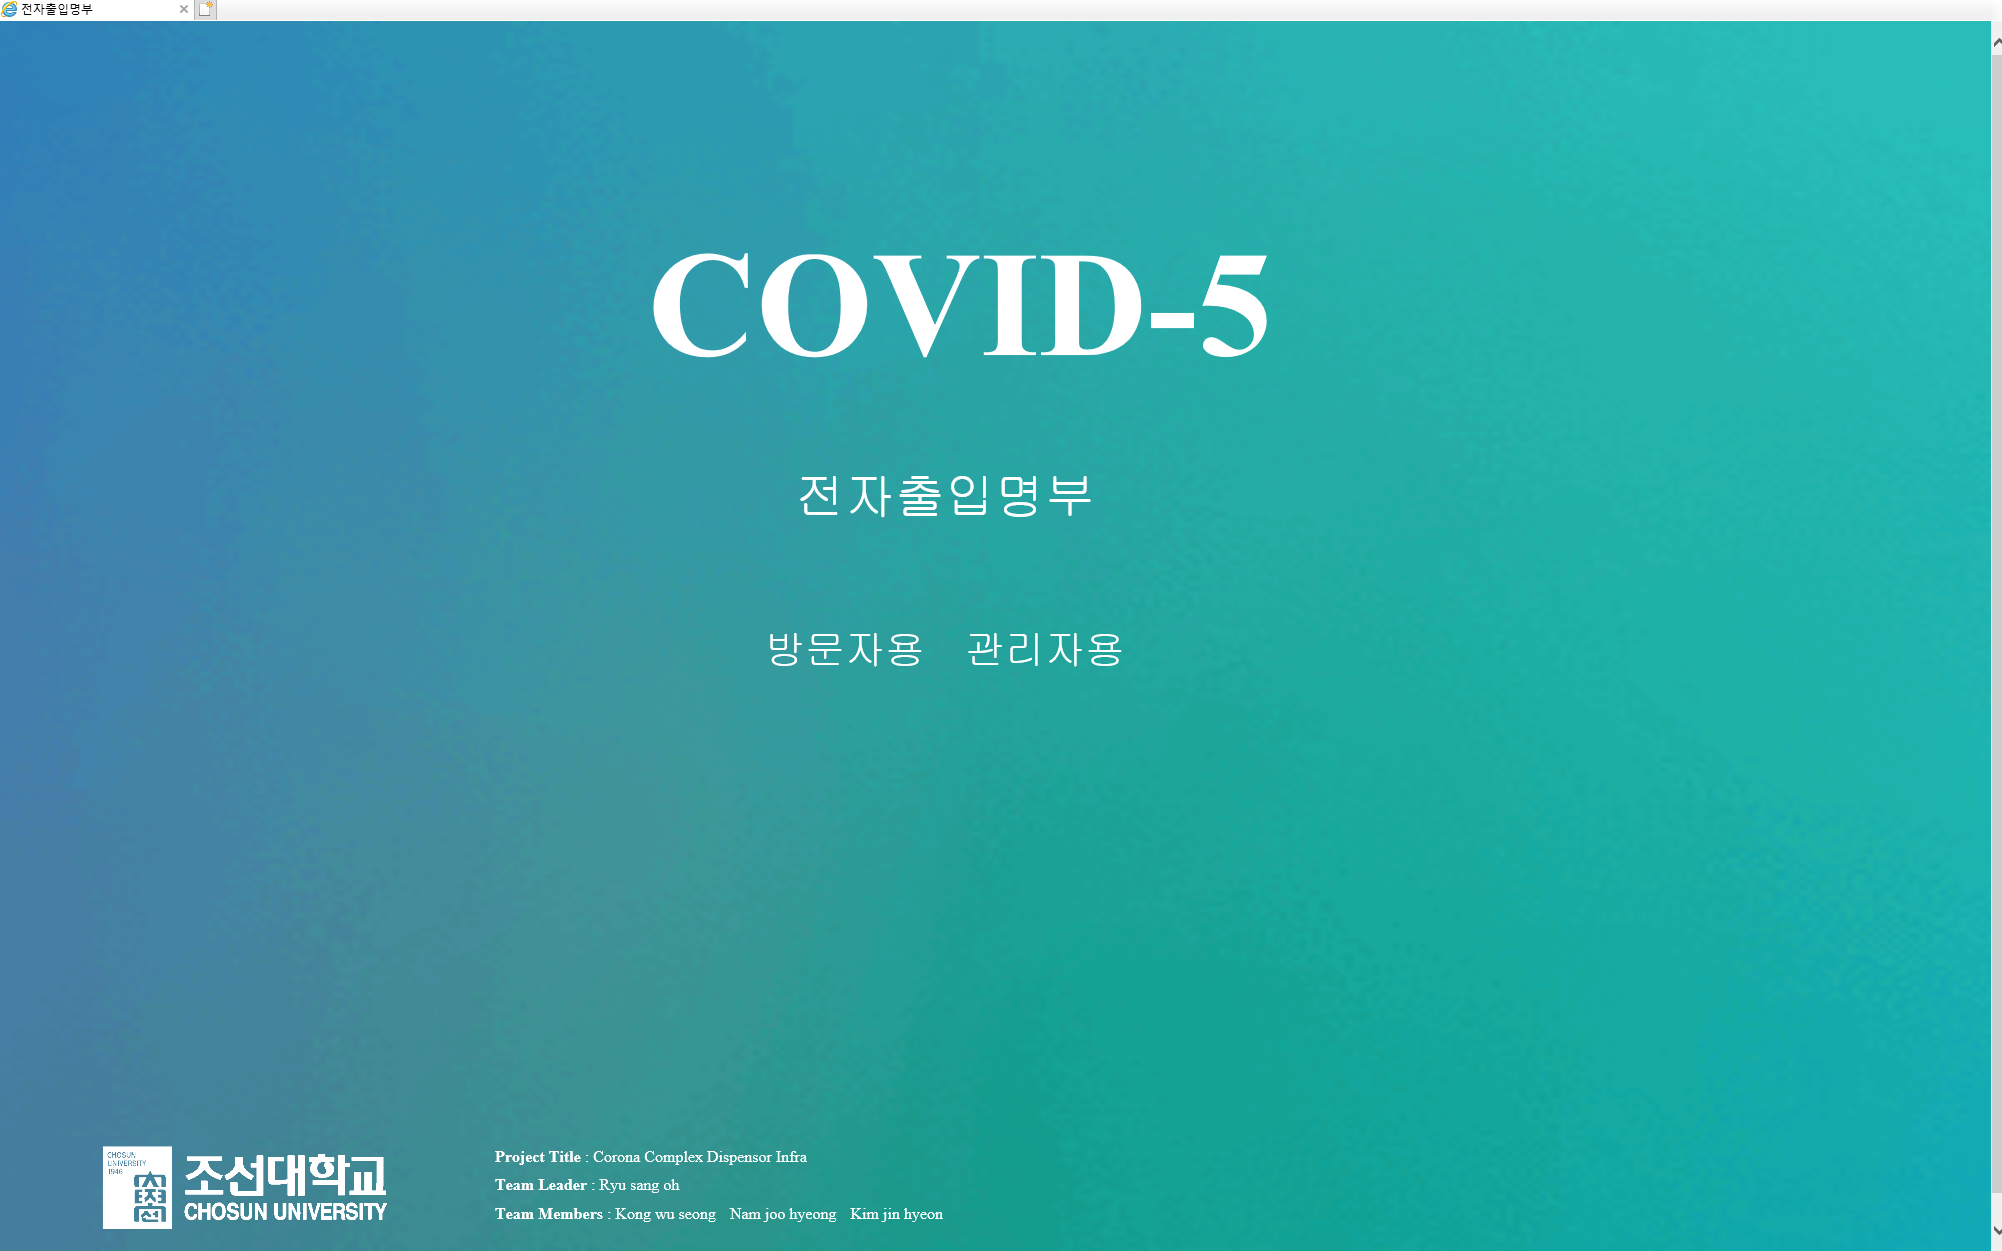 전자출입명부
COVID-5
전자출입명부
방문자용 관리자용
CHOSUN
UNIVERSITY
1946
조선대학교
CHOSUN UNIVERSITY
Project Title : Corona Complex Dispensor Infra
Team Leader : Ryu sang oh
Team Members : Kong wu seong Nam joo hyeong Kim jin hyeon